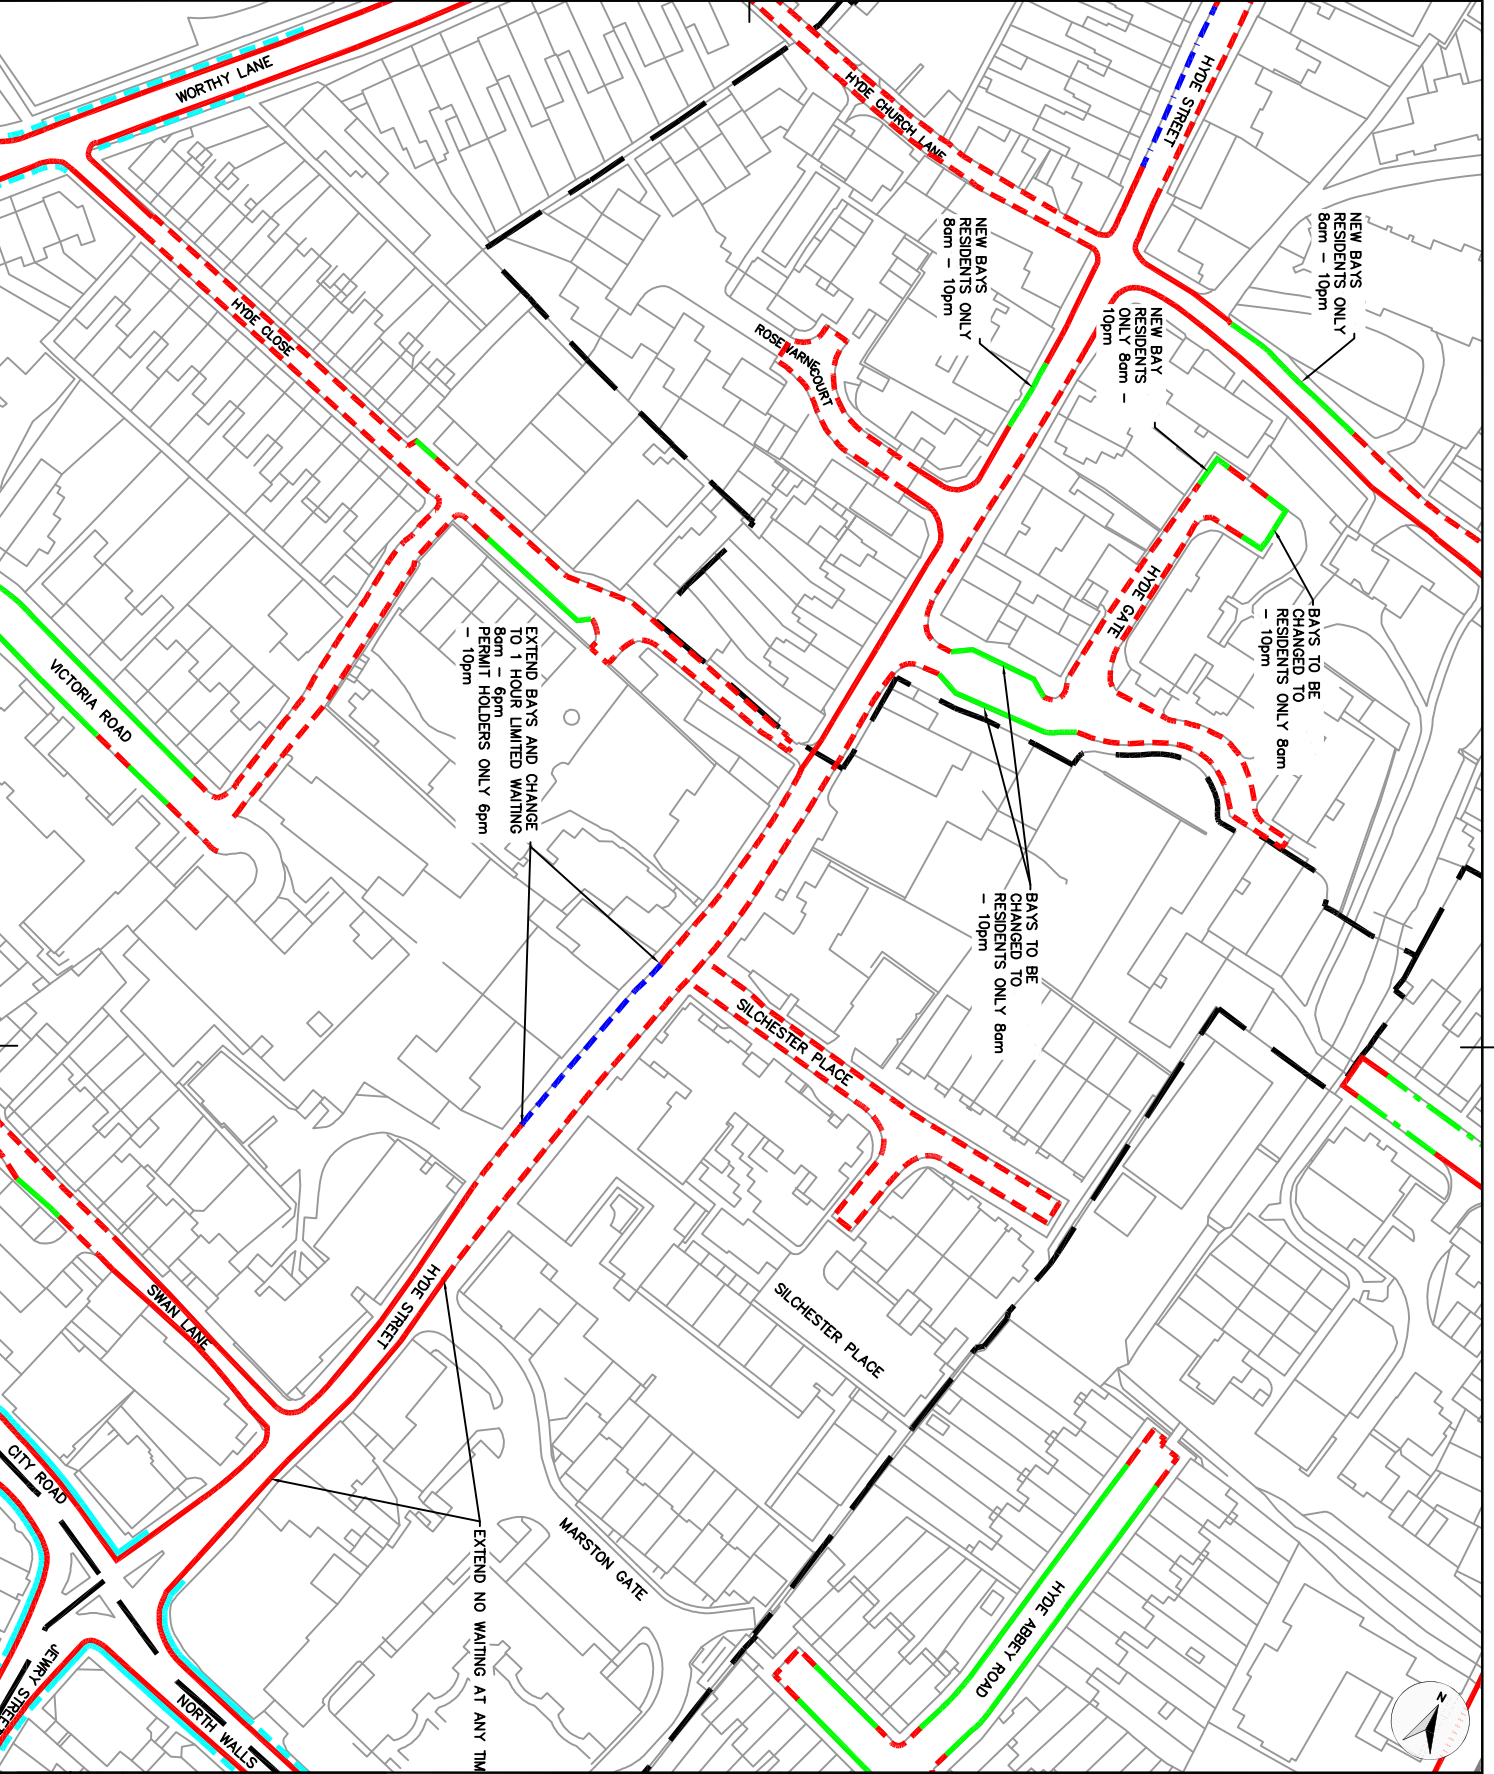 WORTHY LANE
HYDE CHURCH LANE
HYDE STREET
NEW BAYS
RESIDENTS ONLY
8am – 10pm
NEW BAYS
RESIDENTS ONLY
8am – 10pm
NEW BAY
RESIDENTS
ONLY 8am –
10pm
HYDE CLOSE
ROSEWARNE
COURT
HYDE GATE
BAYS TO BE
CHANGED TO
RESIDENTS ONLY 8am
– 10pm
VICTORIA ROAD
EXTEND BAYS AND CHANGE
TO 1 HOUR LIMITED WAITING
8am – 6pm
PERMIT HOLDERS ONLY 6pm
– 10pm
BAYS TO BE
CHANGED TO
RESIDENTS ONLY 8am
– 10pm
SILCHESTER PLACE
SILCHESTER PLACE
HYDE STREET
SWAN LANE
CITY ROAD
MARSTON GATE
EXTEND NO WAITING AT ANY TIM
HYDE ABBEY ROAD
JEWRY STREET
NORTH WALLS
N